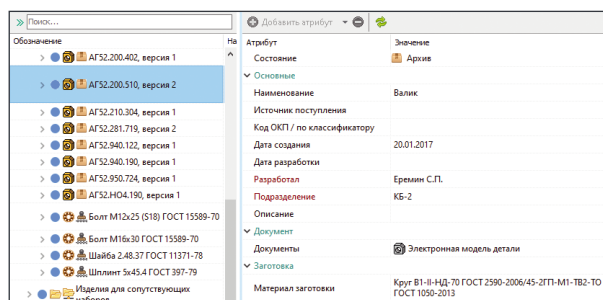 Поиск...
Обозначение
На
АГ52.200.402, версия 1
АГ52.200.510, версия 2
АГ52.210.304, версия 1
АГ52.281.719, версия 2
АГ52.940.122, версия 1
АГ52.940.190, версия 1
АГ52.950.724, версия 1
АГ52.НО4.190, версия 1
Болт М12х25 (S18) ГОСТ 15589-70
Болт М16х30 ГОСТ 15589-70
Шайба 2.48.37 ГОСТ 11371-78
Шплинт 5х45.4 ГОСТ 397-79
Изделия для сопутствующих
наборов
Добавить атрибут
Атрибут
Значение
Состояние
Архив
Основные
Наименование
Валик
Источник поступления
Код ОКП / по классификатору
Дата создания
20.01.2017
Дата разработки
Разработал
Еремин С.П.
Подразделение
КБ-2
Описание
Документ
Документы
Электронная модель детали
Заготовка
Материал заготовки
Круг В1-II-НД-70 ГОСТ 2590-2006/45-2ГП-М1-ТВ2-ТО
ГОСТ 1050-2013